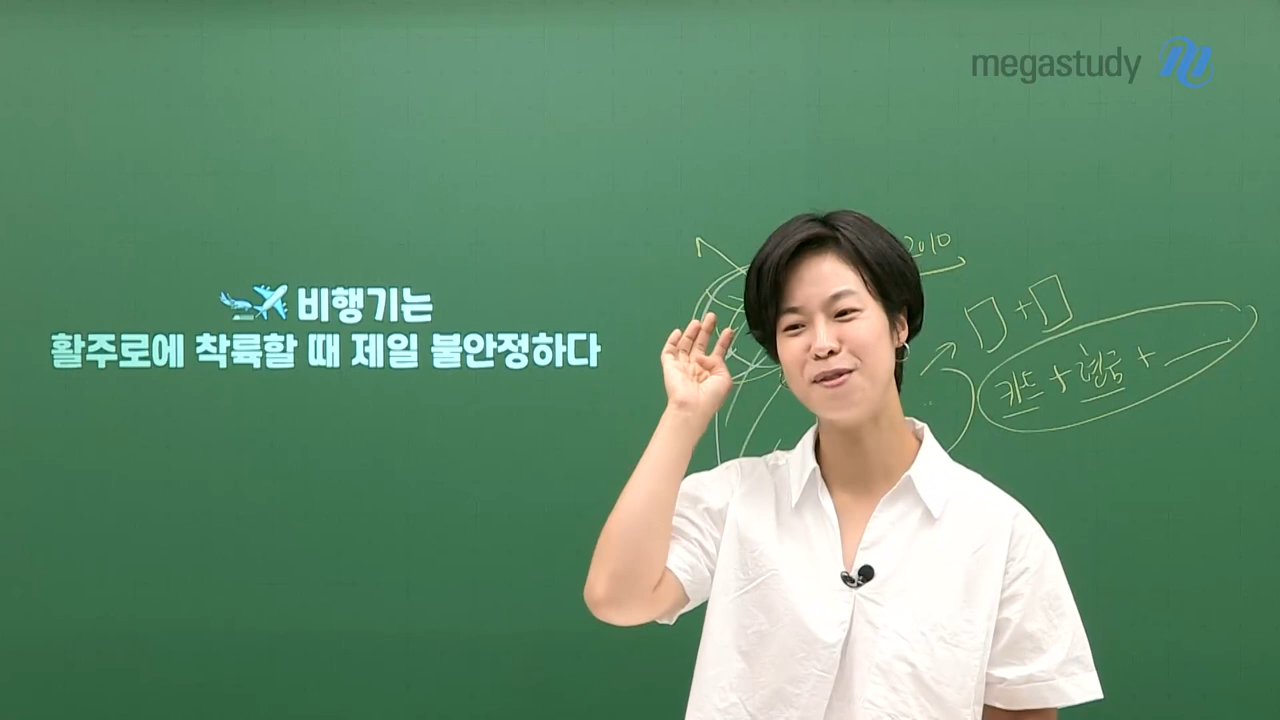 megastudy
비행기는
활주로에 착륙할 때 제일 불안정하다
2010
카드 + 현금 +